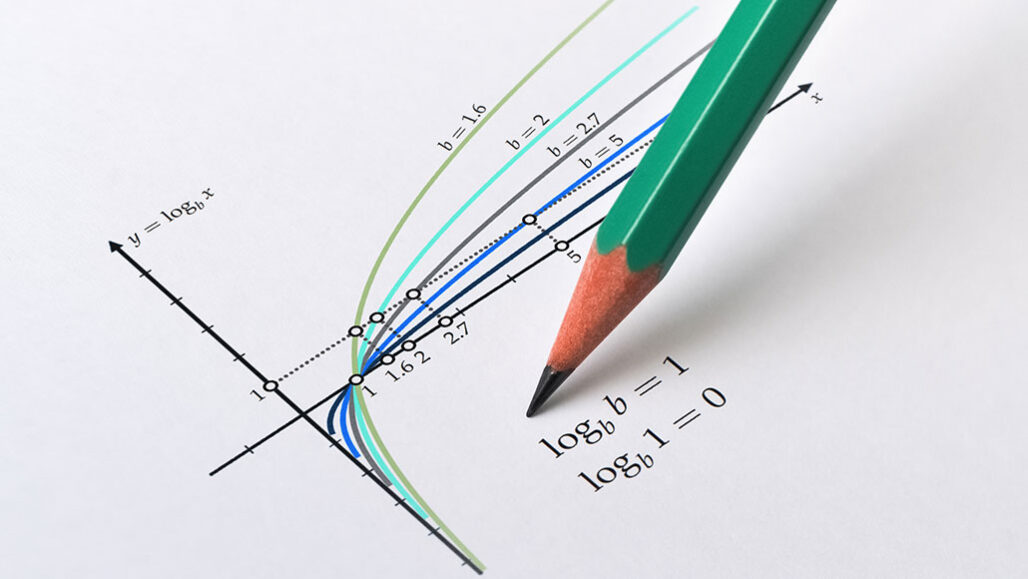 b = 1.6
b = 2
b = 2.7
b = 5
x
y = log_b x
5
2.7
2
1.6
1
1
log_b b = 1
log_b 1 = 0